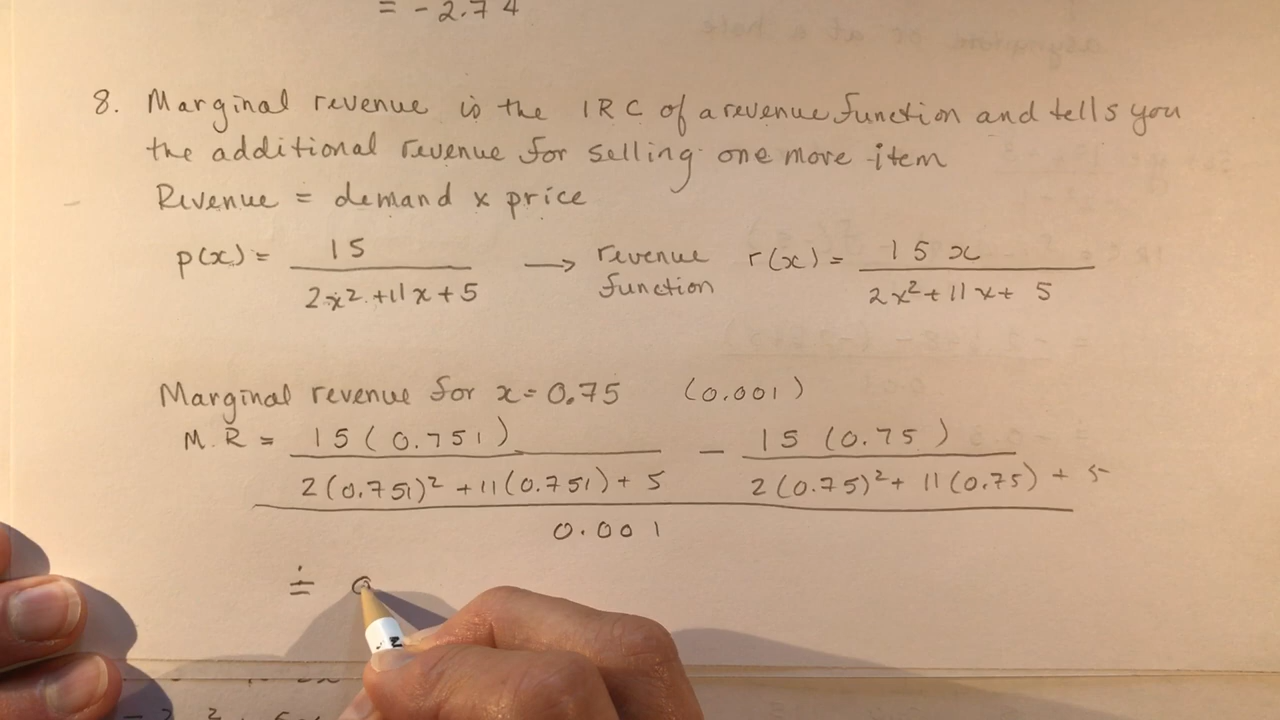 = - 2.74
8. Marginal revenue is the IRC of a revenue function and tells you
the additional revenue for selling one more item
Revenue = demand x price
p(x) = 15 / 2x² + 11x + 5 → revenue function r(x) = 15x / 2x² + 11x + 5
Marginal revenue for x = 0.75 (0.001)
M.R = 15(0.751) / 2(0.751)² + 11(0.751) + 5 − 15(0.75) / 2(0.75)² + 11(0.75) + 5
0.001
≐ 0